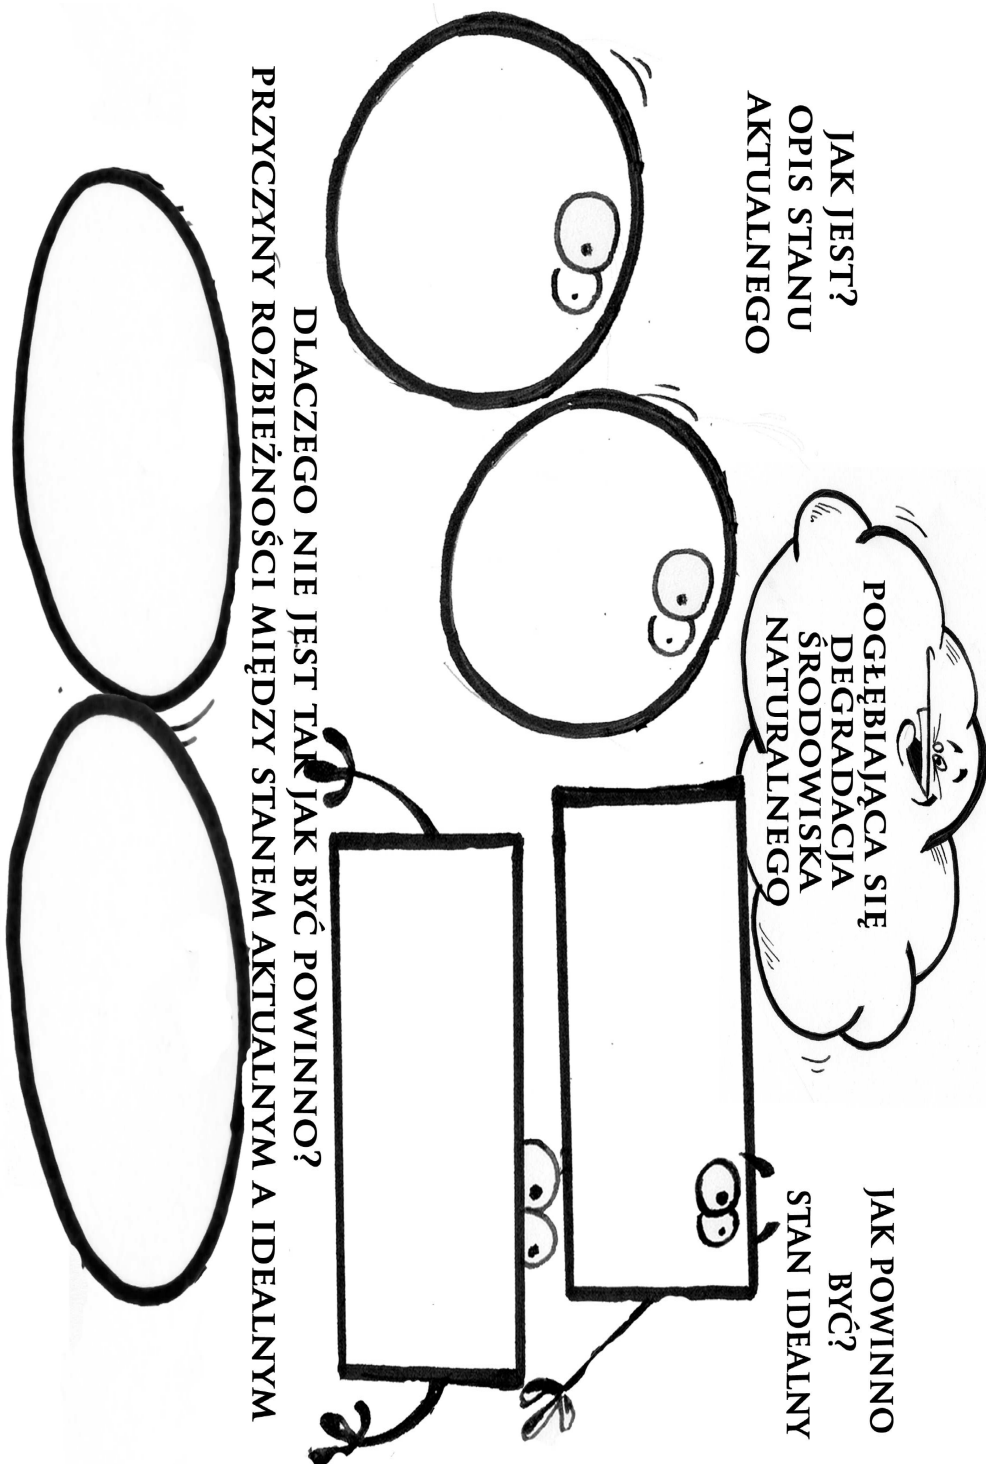 POGŁĘBIAJĄCA SIĘ
DEGRADACJA
ŚRODOWISKA
NATURALNEGO
JAK JEST?
OPIS STANU
AKTUALNEGO
JAK POWINNO
BYĆ?
STAN IDEALNY
DLACZEGO NIE JEST TAK JAK BYĆ POWINNO?
PRZYCZYNY ROZBIEŻNOŚCI MIĘDZY STANEM AKTUALNYM A IDEALNYM